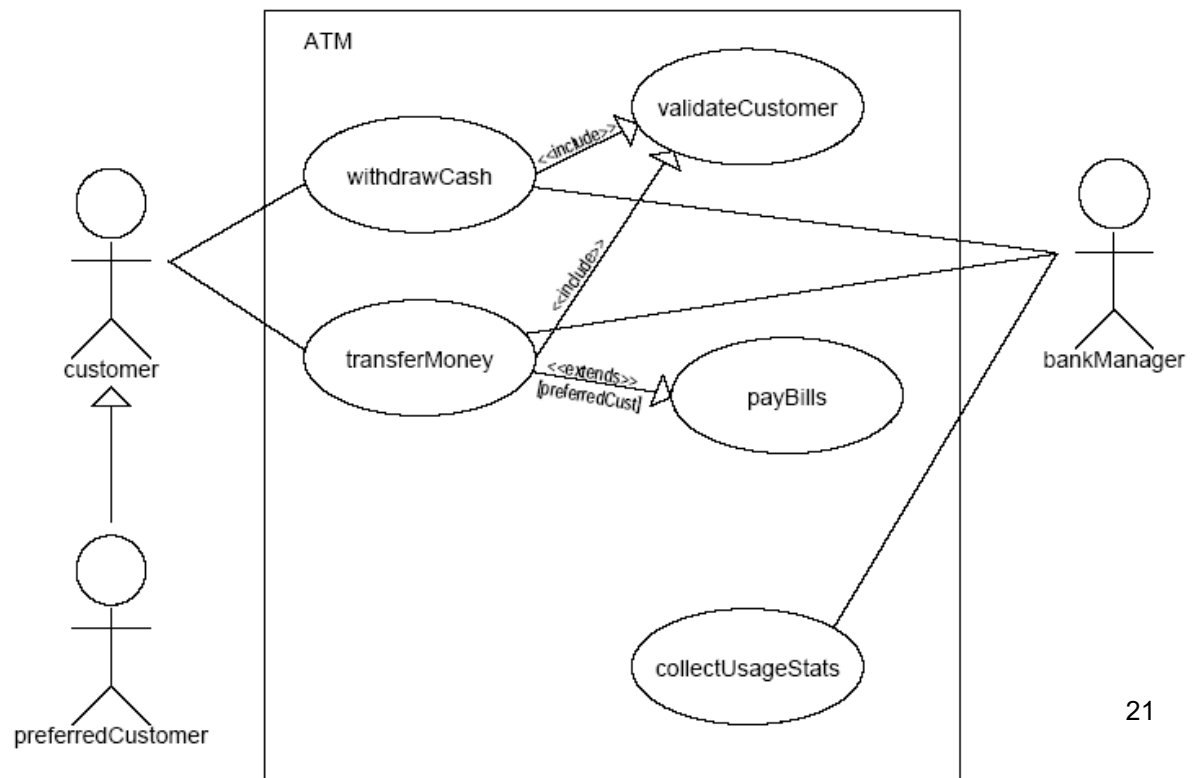 ATM
validateCustomer
<<include>>
withdrawCash
<<include>>
customer
transferMoney
<<extends>>
[preferredCust]
payBills
bankManager
collectUsageStats
preferredCustomer
21